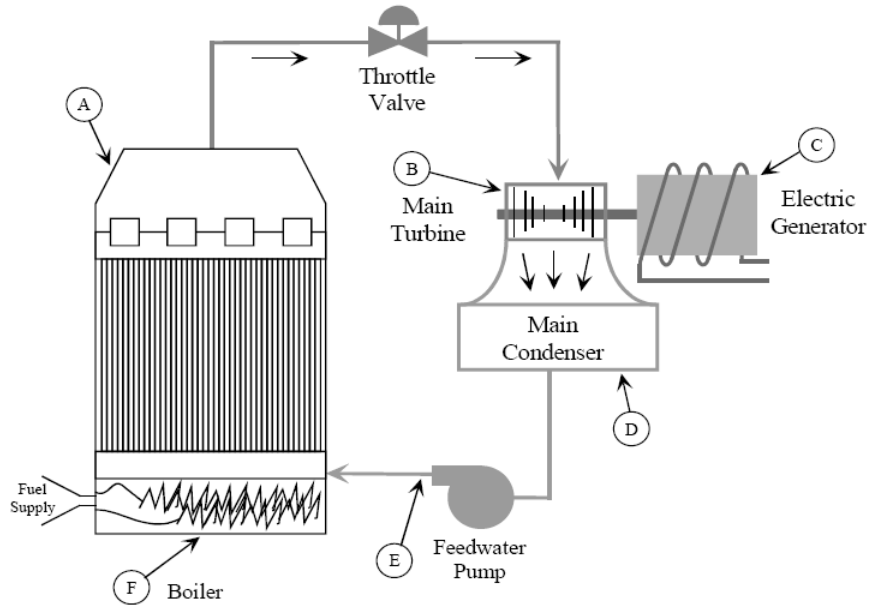 A
Throttle
Valve
B
Main
Turbine
C
Electric
Generator
Main
Condenser
D
Fuel
Supply
E
Feedwater
Pump
F
Boiler